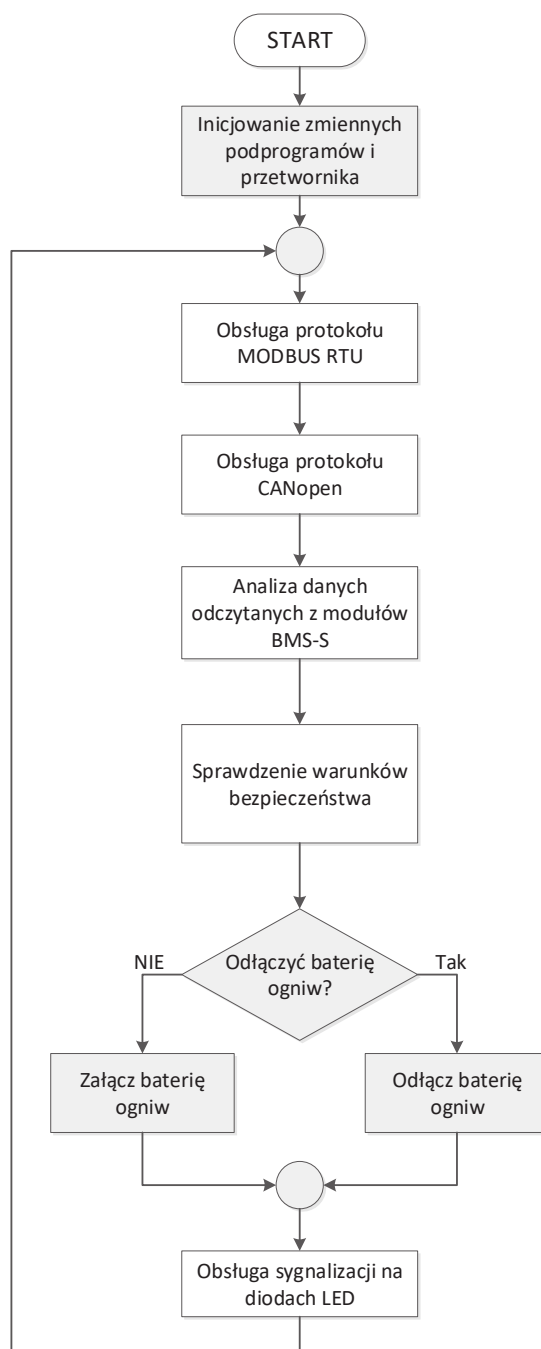 START
Inicjowanie zmiennych
podprogamów i
przetwornika
Obsługa protokołu
MODBUS RTU
Obsługa protokołu
CANopen
Analiza danych
odczytanych z modułów
BMS-S
Sprawdzenie warunków
bezpieczeństwa
Odłączyć baterię
ogniw?
NIE
Tak
Załącz baterię
ogniw
Odłącz baterię
ogniw
Obsługa sygnalizacji na
diodach LED